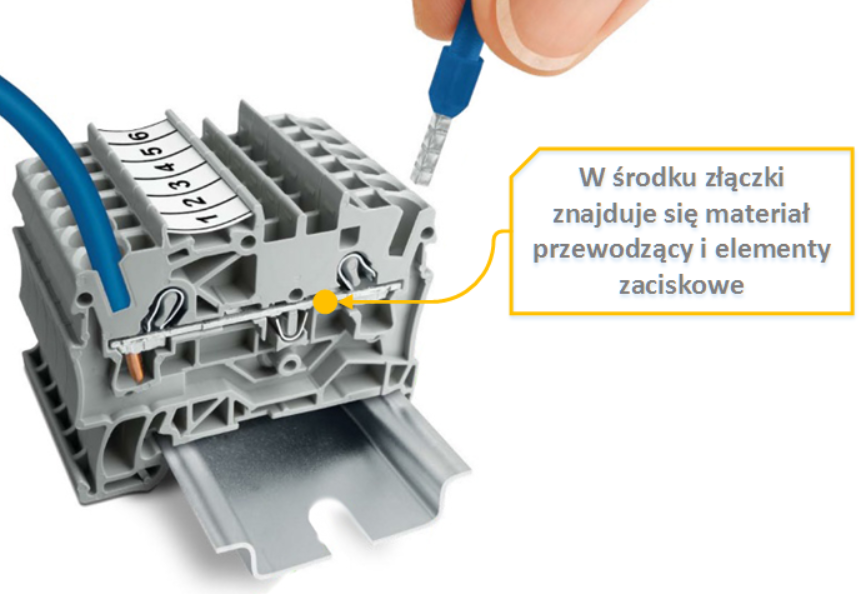 1 2 3 4 5 6
W środku złączki
znajduje się materiał
przewodzący i elementy
zaciskowe